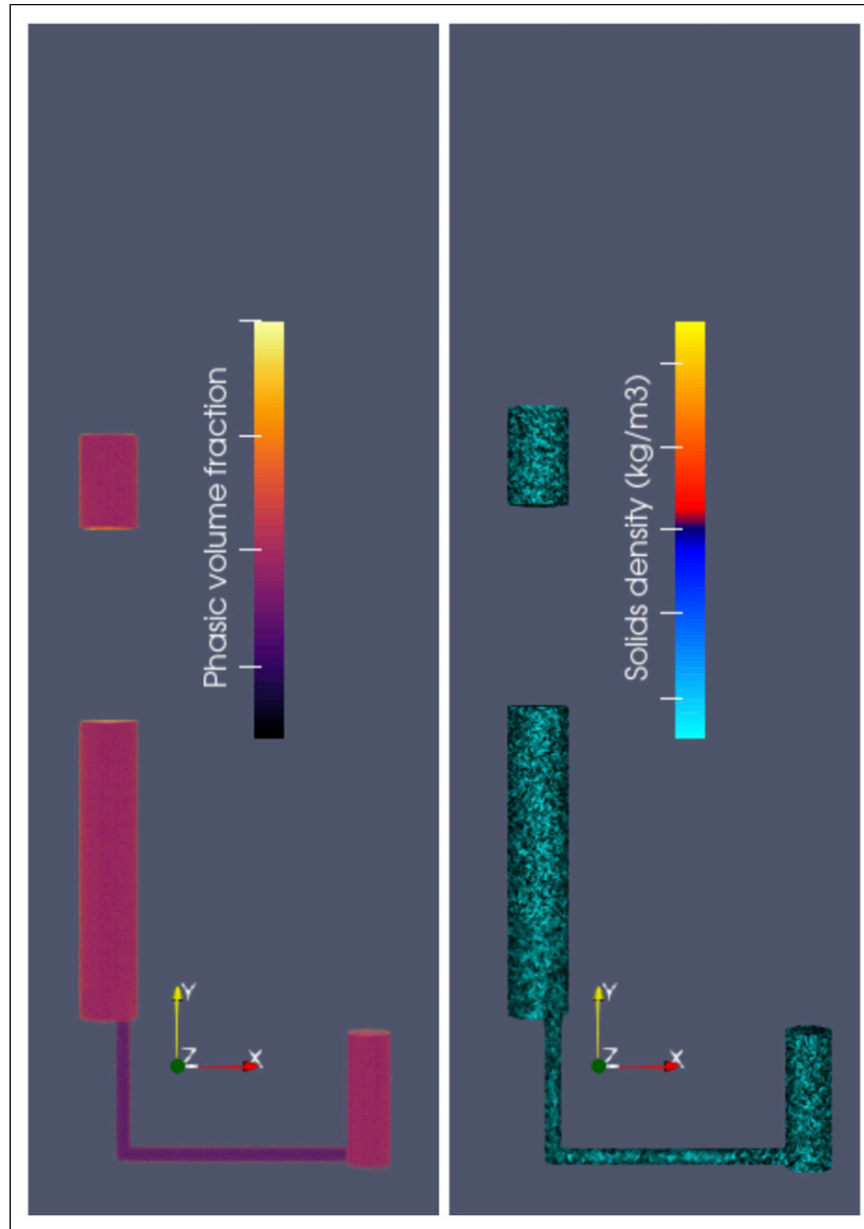 Phasic volume fraction
Y
Z
X
Solids density (kg/m3)
Y
Z
X